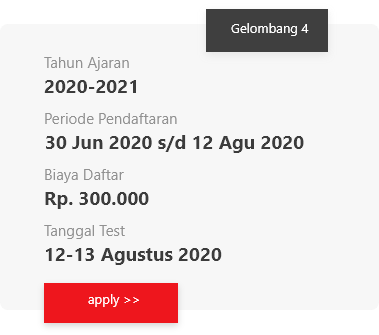 Gelombang 4
Tahun Ajaran
2020-2021
Periode Pendaftaran
30 Jun 2020 s/d 12 Agu 2020
Biaya Daftar
Rp. 300.000
Tanggal Test
12-13 Agustus 2020
apply >>